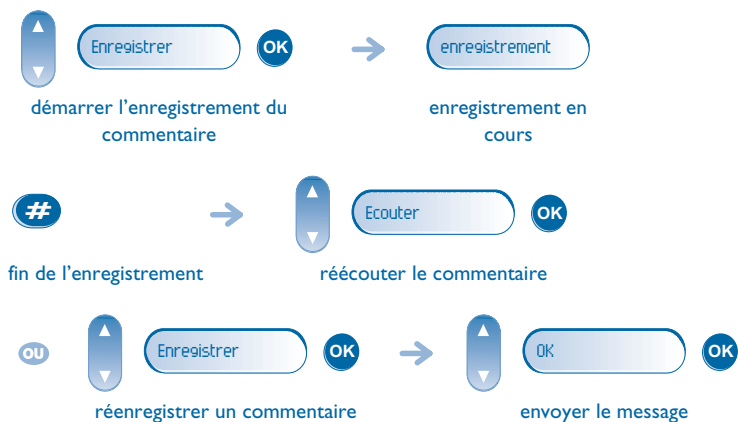 Enregistrer OK enregistrement
démarrer l'enregistrement du
commentaire
enregistrement en
cours
# Ecouter OK
fin de l'enregistrement réécouter le commentaire
OU Enregistrer OK OK OK
réenregistrer un commentaire envoyer le message